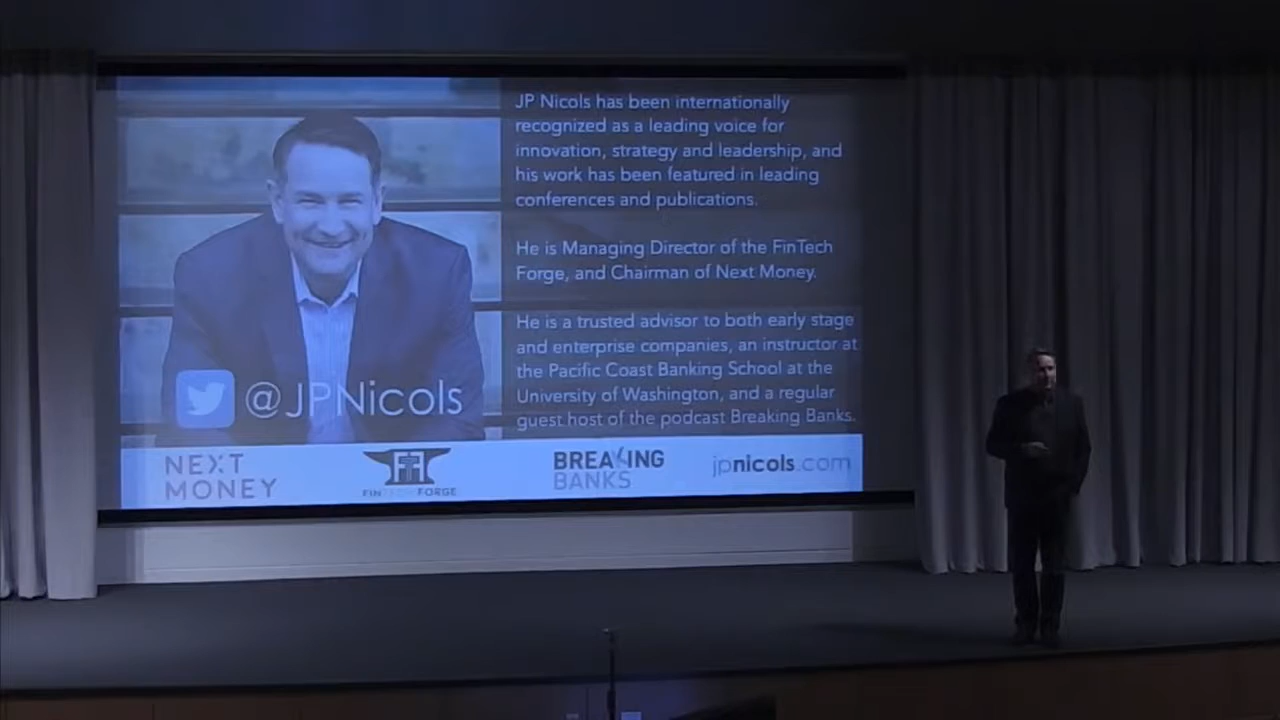 JP Nicols has been internationally
recognized as a leading voice for
innovation, strategy and leadership, and
his work has been featured in leading
conferences and publications.
He is Managing Director of the FinTech
Forge, and Chairman of Next Money.
He is a trusted advisor to both early stage
and enterprise companies, an instructor at
the Pacific Coast Banking School at the
University of Washington, and a regular
guest host of the podcast Breaking Banks.
@JPNicols
NEXT
MONEY
FF
FINTECH FORGE
BREAKING
BANKS
jpnicols.com